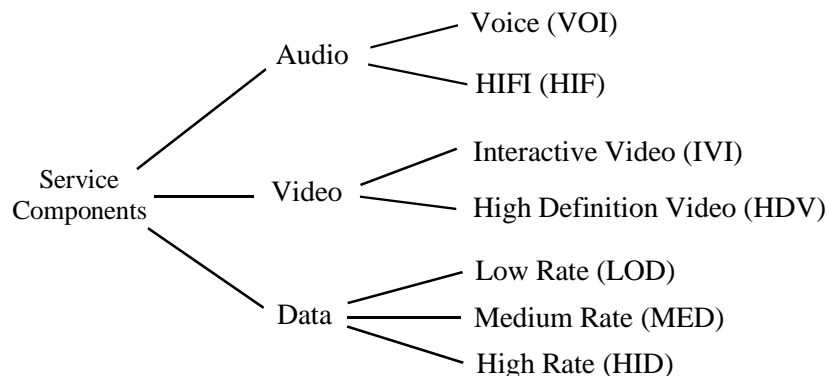 Voice (VOI)
Audio
HIFI (HIF)
Interactive Video (IVI)
Service
Components
Video
High Definition Video (HDV)
Low Rate (LOD)
Data
Medium Rate (MED)
High Rate (HID)